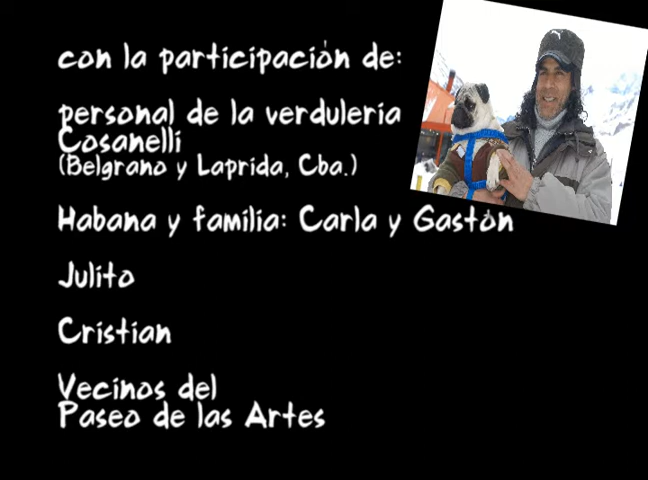 con la participación de:
personal de la verdulería
Cosanelli
(Belgrano y Laprida, Cba.)
Habana y familia: Carla y Gastón
Julito
Cristian
Vecinos del
Paseo de las Artes